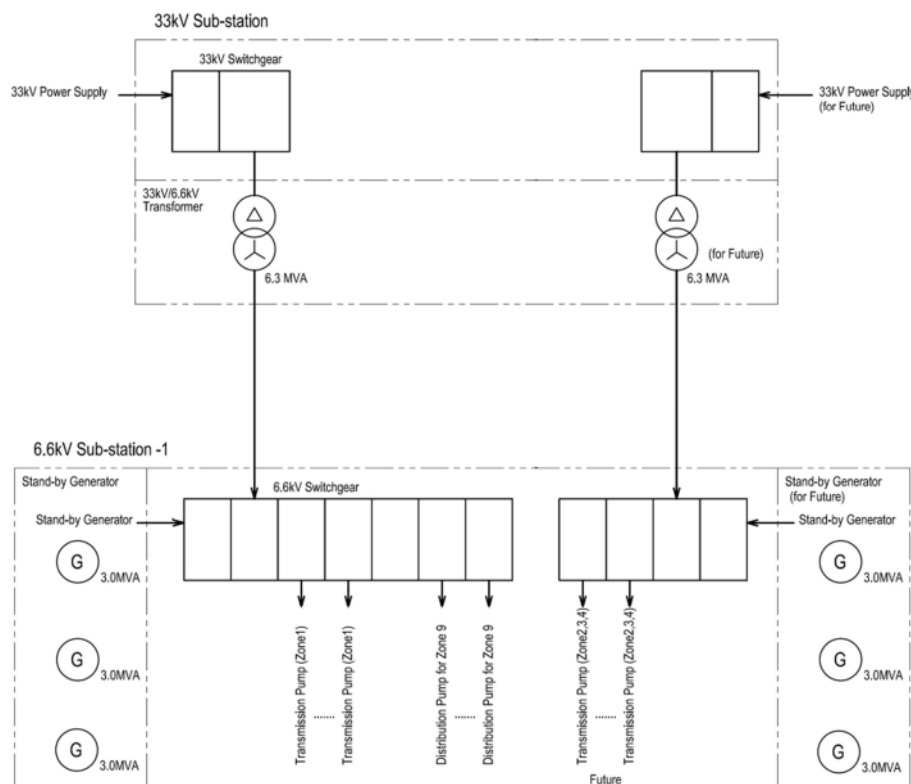 33kV Sub-station
33kV Switchgear
33kV Power Supply
33kV Power Supply
(for Future)
33kV/6.6kV
Transformer
6.3 MVA
(for Future)
6.3 MVA
6.6kV Sub-station -1
Stand-by Generator
6.6kV Switchgear
Stand-by Generator
(for Future)
Stand-by Generator
Stand-by Generator
G
3.0MVA
G
3.0MVA
G
3.0MVA
Transmission Pump (Zone1)
Transmission Pump (Zone1)
Distribution Pump for Zone 9
Distribution Pump for Zone 9
Transmission Pump (Zone2,3,4)
Transmission Pump (Zone2,3,4)
G
3.0MVA
G
3.0MVA
G
3.0MVA
Future